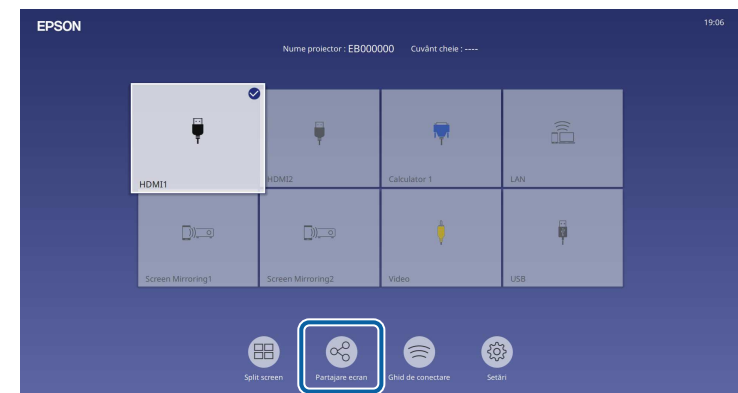 EPSON
19:06
Nume proiector : EB000000 Cuvânt cheie : ----
HDMI1
HDMI2
Calculator 1
LAN
Screen Mirroring1
Screen Mirroring2
Video
USB
Split screen
Partajare ecran
Ghid de conectare
Setări